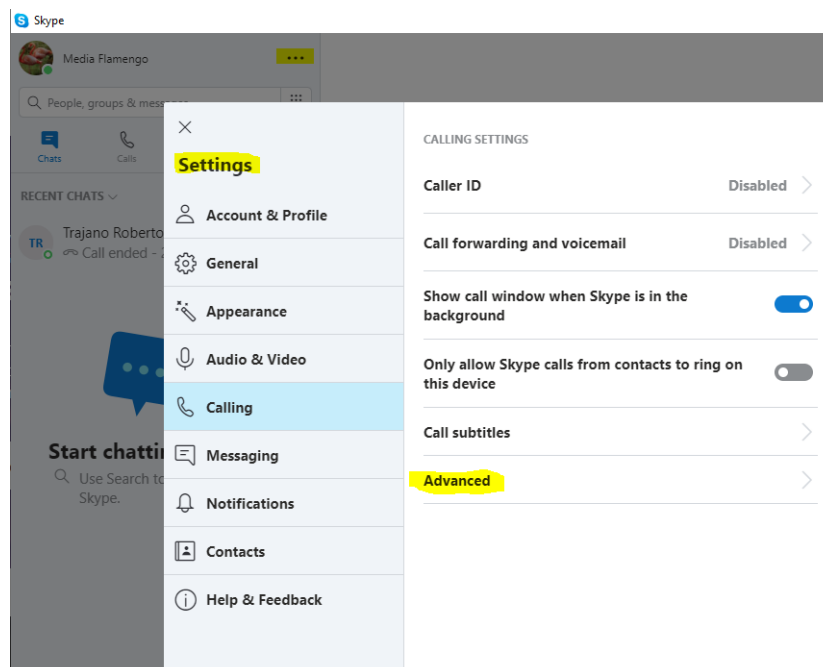 Skype
Media Flamengo
People, groups & mess
Chats
Calls
RECENT CHATS
TR
Trajano Roberto
Call ended -
Start chattin
Use Search to
Skype.
Settings
Account & Profile
General
Appearance
Audio & Video
Calling
Messaging
Notifications
Contacts
Help & Feedback
CALLING SETTINGS
Caller ID
Disabled
Call forwarding and voicemail
Disabled
Show call window when Skype is in the
background
Only allow Skype calls from contacts to ring on
this device
Call subtitles
Advanced